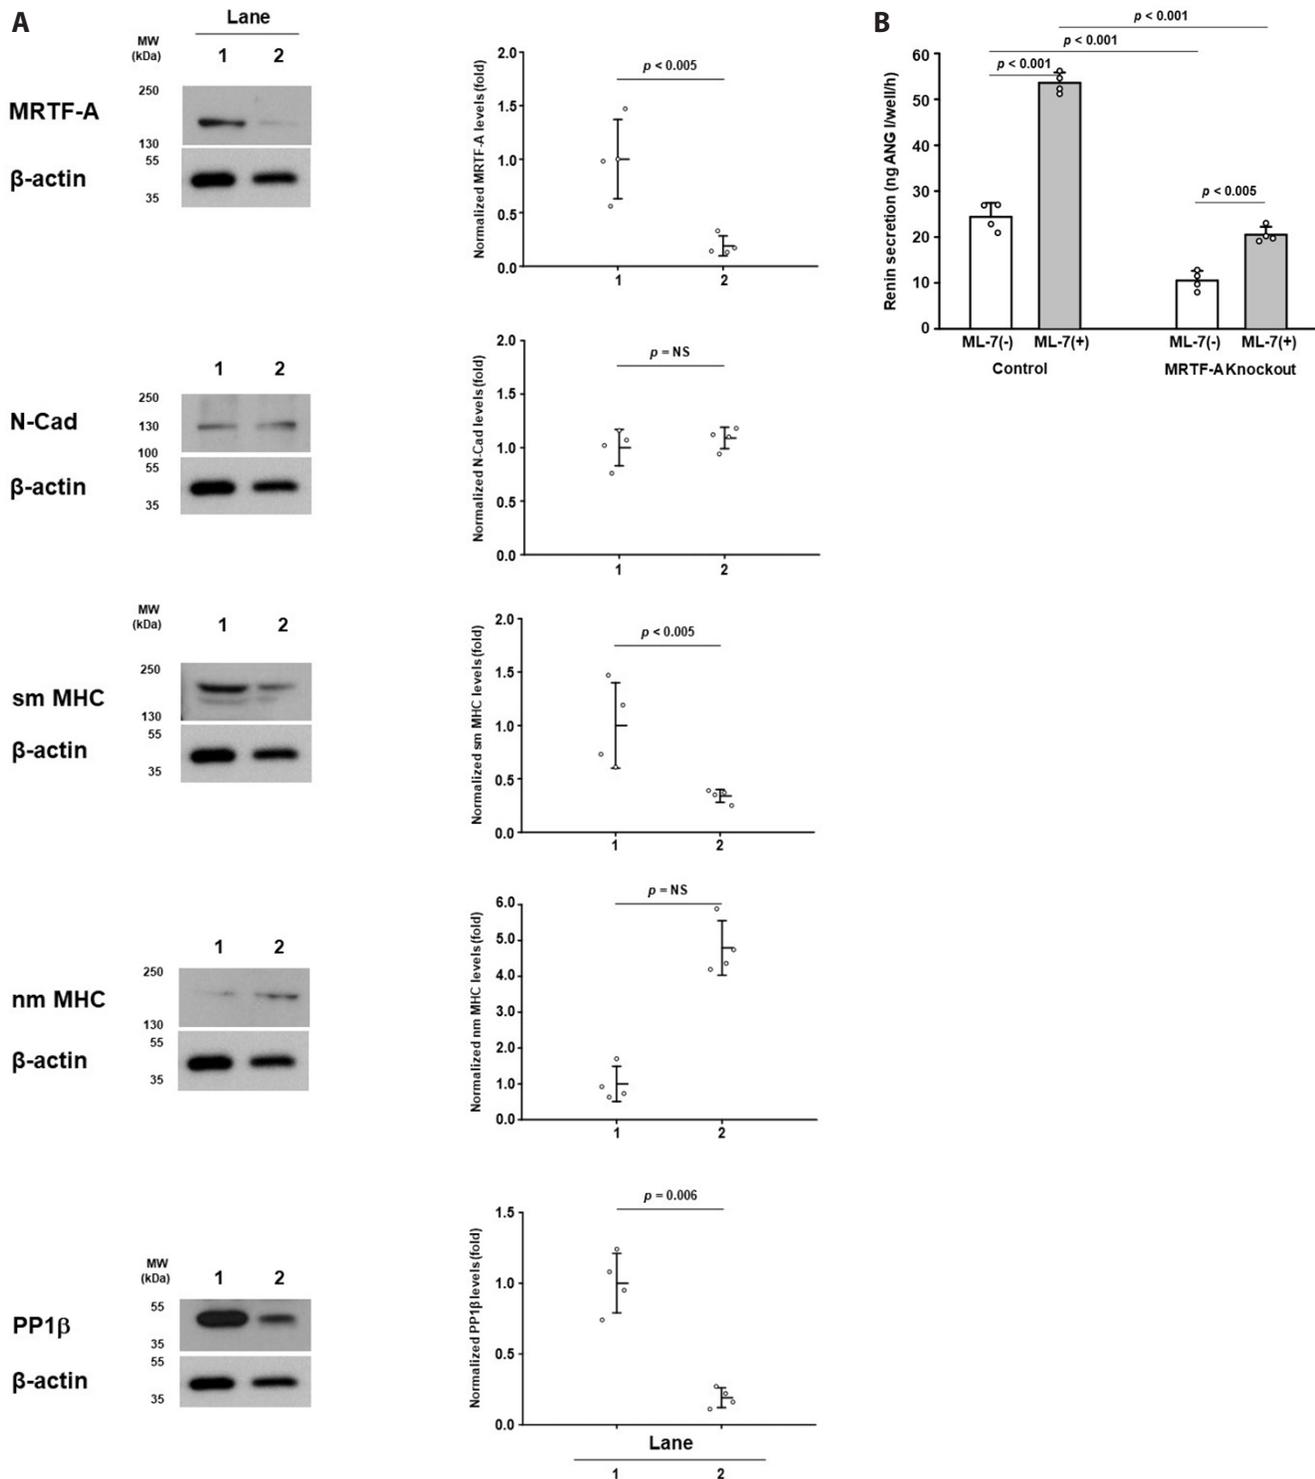 A
Lane
MW
(kDa)
1 2
MRTF-A
250
130
β-actin
55
35
Normalized MRTF-A levels (fold)
2.0
1.5
1.0
0.5
0.0
p < 0.005
1 2
1 2
N-Cad
250
130
100
β-actin
55
35
Normalized N-Cad levels (fold)
2.0
1.5
1.0
0.5
0.0
p = NS
1 2
MW
(kDa)
1 2
sm MHC
250
130
β-actin
55
35
Normalized sm MHC levels (fold)
2.0
1.5
1.0
0.5
0.0
p < 0.005
1 2
1 2
nm MHC
250
130
β-actin
55
35
Normalized nm MHC levels (fold)
6.0
5.0
4.0
3.0
2.0
1.0
0.0
p = NS
1 2
MW
(kDa)
1 2
PP1β
55
35
β-actin
55
35
Normalized PP1β levels (fold)
1.5
1.0
0.5
0.0
p = 0.006
Lane
1 2
B
Renin secretion (ng ANG I/well/h)
60
50
40
30
20
10
0
p < 0.001
p < 0.001
p < 0.001
p < 0.005
ML-7(-) ML-7(+) ML-7(-) ML-7(+)
Control MRTF-A Knockout